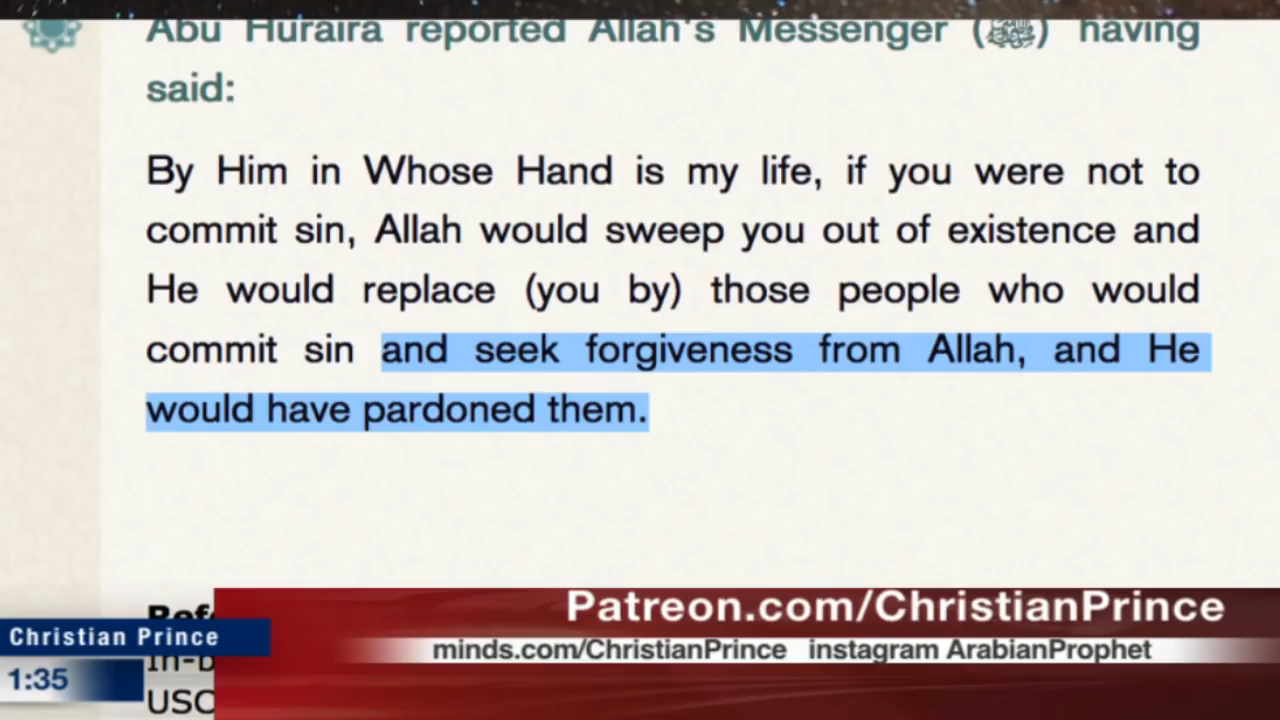 Abu Huraira reported Allah's Messenger (ﷺ) having
said:
By Him in Whose Hand is my life, if you were not to
commit sin, Allah would sweep you out of existence and
He would replace (you by) those people who would
commit sin and seek forgiveness from Allah, and He
would have pardoned them.
Patreon.com/ChristianPrince
Christian Prince
minds.com/ChristianPrince instagram ArabianProphet
1:35
USC